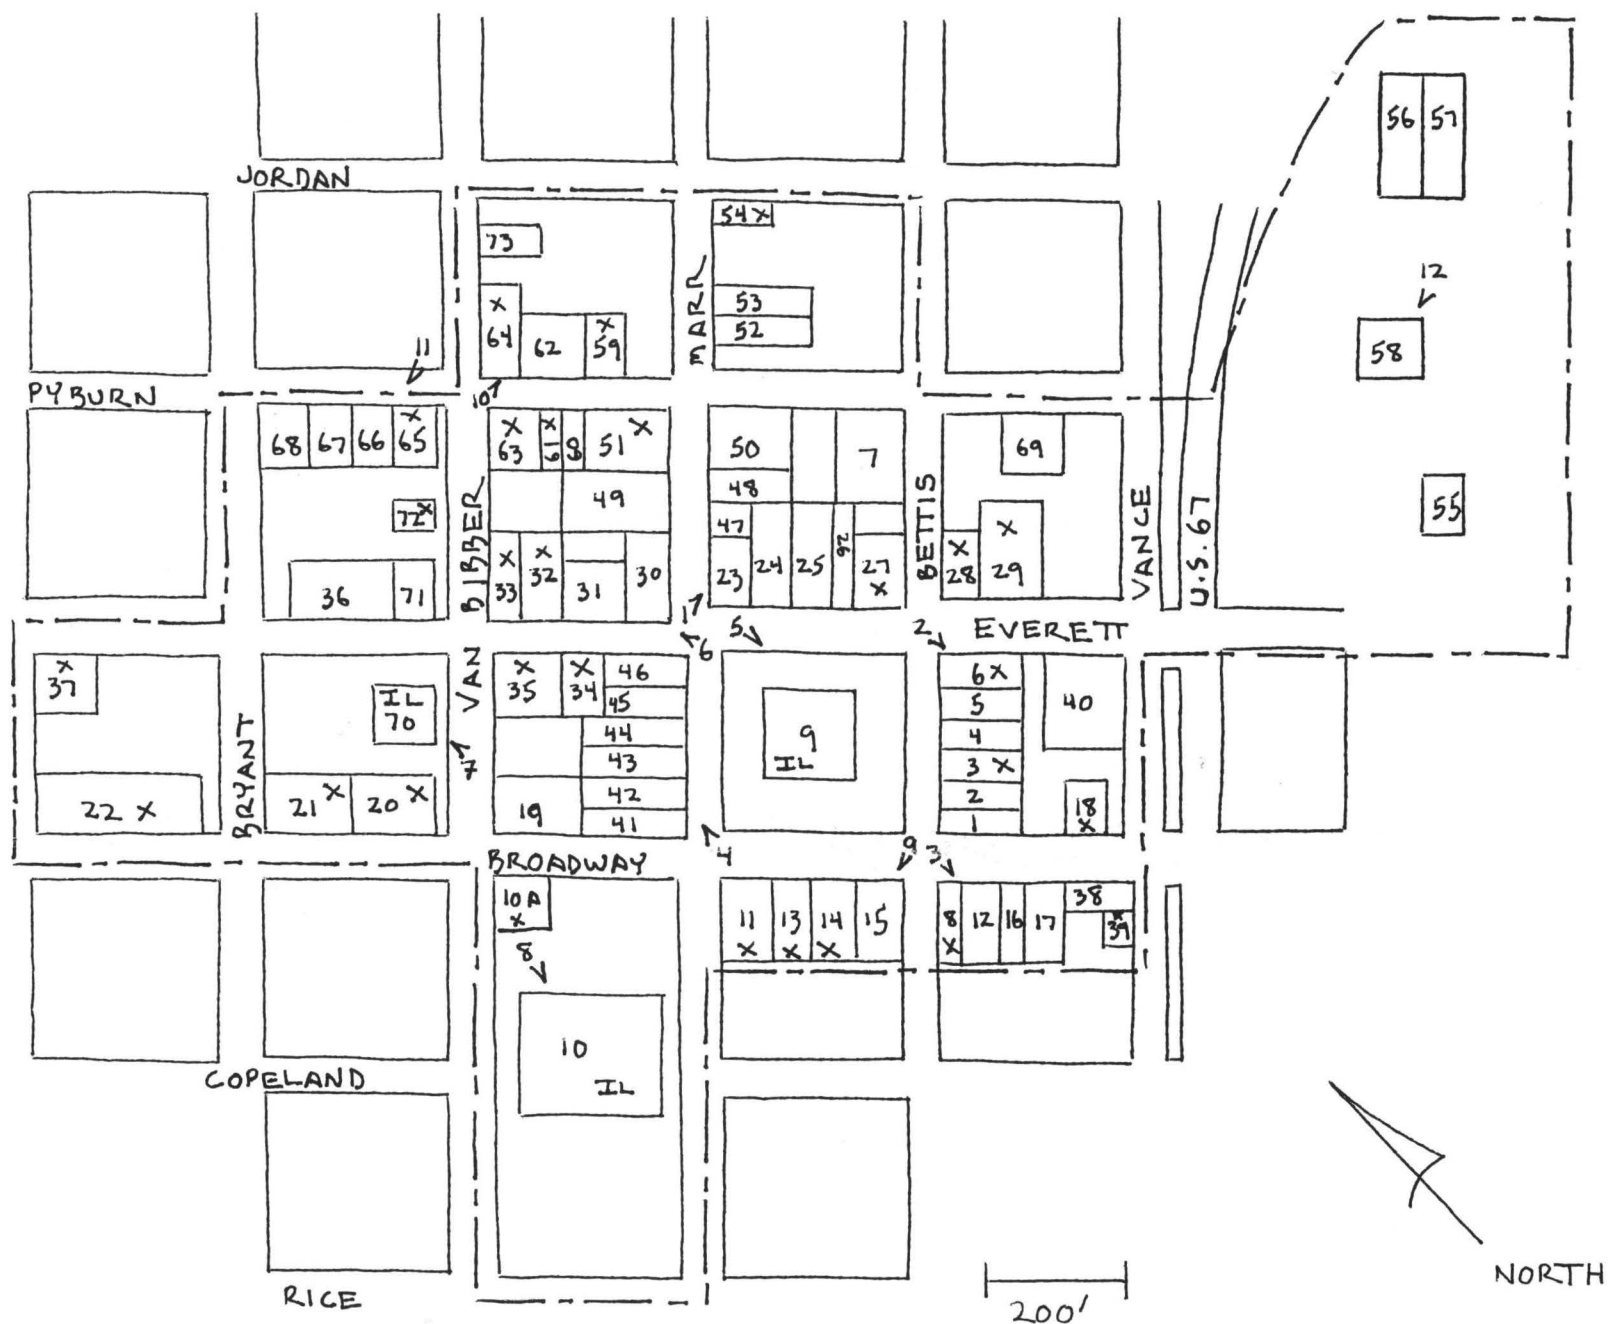 56 57
JORDAN
54 X
73
12
X
64
62
X
59
MARR
53
52
58
11
PYBURN
10
68 67 66
X
65
X
63
X
61
8
51 X
50
7
69
48
49
72 X
BIBBER
VAN
47
BETTIS
VANCE
U.S. 67
55
36
71
X
33
X
32
31
30
23
24
25
26
27
X
X
28
X
29
1
5
2
EVERETT
6
X
37
IL
70
X
35
X
34
46
45
6 X
5
40
BRYANT
7
44
43
9
IL
4
3 X
22 X
21 X
20 X
19
42
41
2
1
18
X
BROADWAY
4
9
3
10A
X
11
X
13
X
14
X
15
8
X
12
16
17
38
X
39
8
10
IL
COPELAND
NORTH
RICE
200'